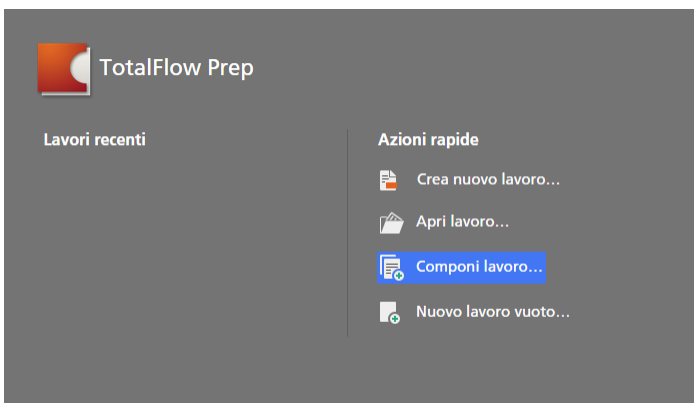 TotalFlow Prep
Lavori recenti
Azioni rapide
Crea nuovo lavoro...
Apri lavoro...
Componi lavoro...
Nuovo lavoro vuoto...